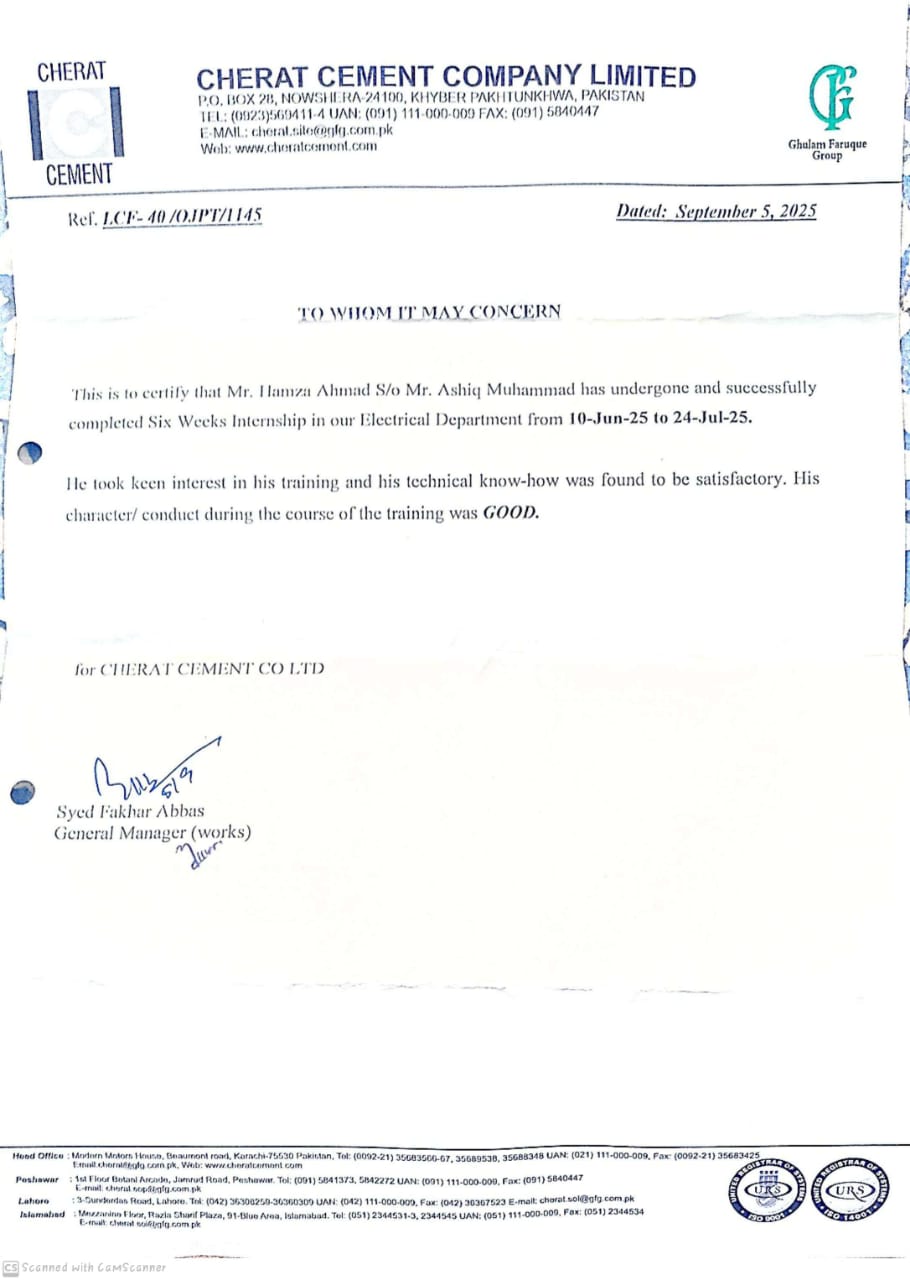 CHERAT
CEMENT
CHERAT CEMENT COMPANY LIMITED
P.O. BOX 28, NOWSHERA-24100, KHYBER PAKHTUNKHWA, PAKISTAN
TEL: (0923)569411-4 UAN: (091) 111-000-009 FAX: (091) 5840447
E-MAIL: cherat.site@gfg.com.pk
Web: www.cheratcement.com
Ghulam Faruque
Group
Ref. LCF- 40 /OJPT/1145
Dated: September 5, 2025
TO WHOM IT MAY CONCERN
This is to certify that Mr. Hamza Ahmad S/o Mr. Ashiq Muhammad has undergone and successfully
completed Six Weeks Internship in our Electrical Department from 10-Jun-25 to 24-Jul-25.
He took keen interest in his training and his technical know-how was found to be satisfactory. His
character/ conduct during the course of the training was GOOD.
for CHERAT CEMENT CO LTD
5/9
Syed Fakhar Abbas
General Manager (works)
Head Office : Modern Motors House, Beaumont road, Karachi-75530 Pakistan, Tel: (0092-21) 35683566-67, 35689538, 35688348 UAN: (021) 111-000-009, Fax: (0092-21) 35683425
E-mail: cherat@gfg.com.pk, Web: www.cheratcement.com
Peshawar : 1st Floor Betani Arcade, Jamrud Road, Peshawar. Tel: (091) 5841373, 5842272 UAN: (091) 111-000-009, Fax: (091) 5840447
E-mail: cherat.sop@gfg.com.pk
Lahore : 3-Sunderdas Road, Lahore. Tel: (042) 36308259-36360309 UAN: (042) 111-000-009, Fax: (042) 36367523 E-mail: cherat.sol@gfg.com.pk
Islamabad : Mezzanine Floor, Razia Sharif Plaza, 91-Blue Area, Islamabad. Tel: (051) 2344531-3, 2344545 UAN: (051) 111-000-009, Fax: (051) 2344534
E-mail: cherat.soi@gfg.com.pk
UNITED REGISTRAR OF SYSTEMS
URS
ISO 9001
UNITED REGISTRAR OF SYSTEMS
URS
ISO 14001
CS Scanned with CamScanner